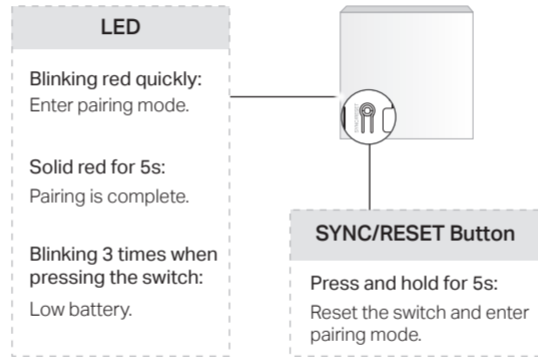 LED
Blinking red quickly:
Enter pairing mode.
Solid red for 5s:
Pairing is complete.
Blinking 3 times when
pressing the switch:
Low battery.
SYNC/RESET
SYNC/RESET Button
Press and hold for 5s:
Reset the switch and enter
pairing mode.